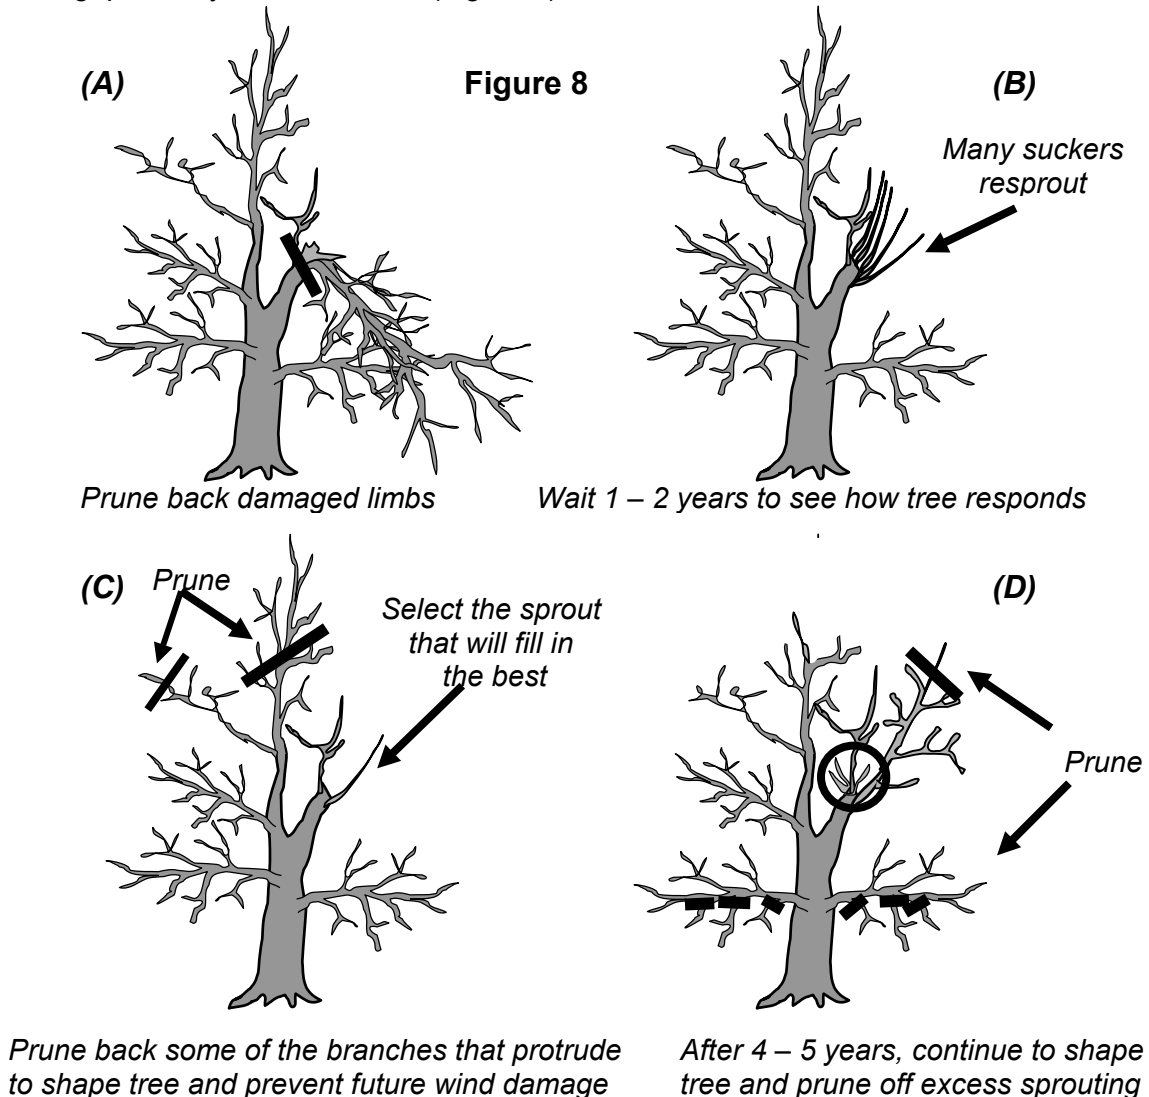 (A)
Figure 8
(B)
Many suckers
resprout
Prune back damaged limbs
Wait 1 – 2 years to see how tree responds
(C)
Prune
Select the sprout
that will fill in
the best
(D)
Prune
Prune back some of the branches that protrude
to shape tree and prevent future wind damage
After 4 – 5 years, continue to shape
tree and prune off excess sprouting